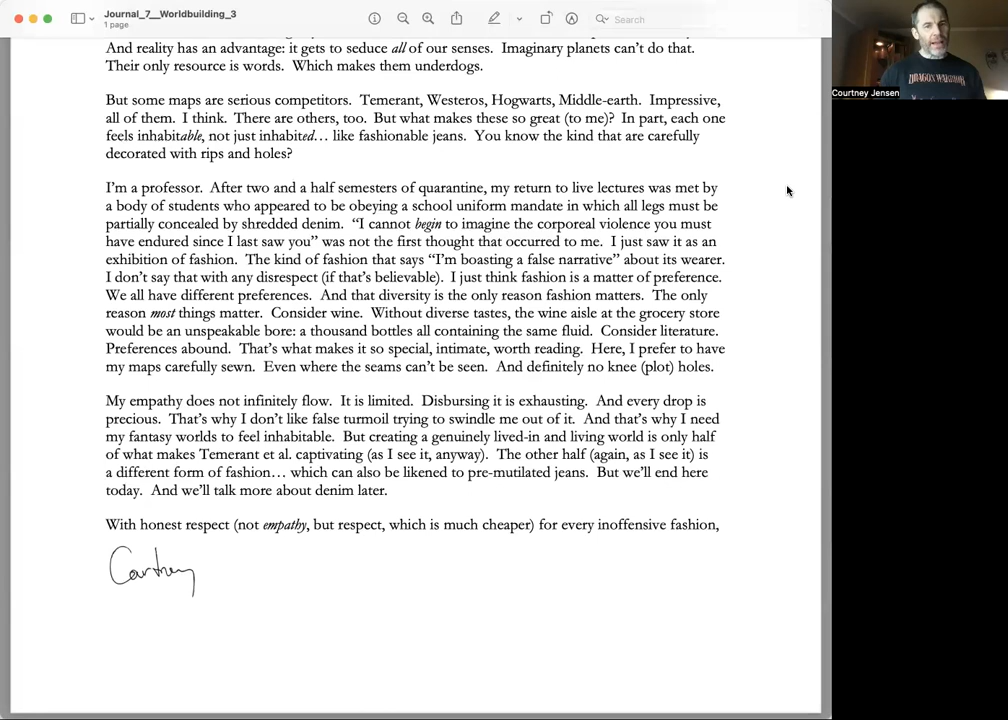 Journal_7__Worldbuilding_3
1 page
Search
And reality has an advantage: it gets to seduce all of our senses. Imaginary planets can't do that.
Their only resource is words. Which makes them underdogs.
But some maps are serious competitors. Temerant, Westeros, Hogwarts, Middle-earth. Impressive,
all of them. I think. There are others, too. But what makes these so great (to me)? In part, each one
feels inhabitable, not just inhabited… like fashionable jeans. You know the kind that are carefully
decorated with rips and holes?
I'm a professor. After two and a half semesters of quarantine, my return to live lectures was met by
a body of students who appeared to be obeying a school uniform mandate in which all legs must be
partially concealed by shredded denim. "I cannot begin to imagine the corporeal violence you must
have endured since I last saw you" was not the first thought that occurred to me. I just saw it as an
exhibition of fashion. The kind of fashion that says "I'm boasting a false narrative" about its wearer.
I don't say that with any disrespect (if that's believable). I just think fashion is a matter of preference.
We all have different preferences. And that diversity is the only reason fashion matters. The only
reason most things matter. Consider wine. Without diverse tastes, the wine aisle at the grocery store
would be an unspeakable bore: a thousand bottles all containing the same fluid. Consider literature.
Preferences abound. That's what makes it so special, intimate, worth reading. Here, I prefer to have
my maps carefully sewn. Even where the seams can't be seen. And definitely no knee (plot) holes.
My empathy does not infinitely flow. It is limited. Disbursing it is exhausting. And every drop is
precious. That's why I don't like false turmoil trying to swindle me out of it. And that's why I need
my fantasy worlds to feel inhabitable. But creating a genuinely lived-in and living world is only half
of what makes Temerant et al. captivating (as I see it, anyway). The other half (again, as I see it) is
a different form of fashion… which can also be likened to pre-mutilated jeans. But we'll end here
today. And we'll talk more about denim later.
With honest respect (not empathy, but respect, which is much cheaper) for every inoffensive fashion,
Courtney
DRAGON WARRIOR
Courtney Jensen